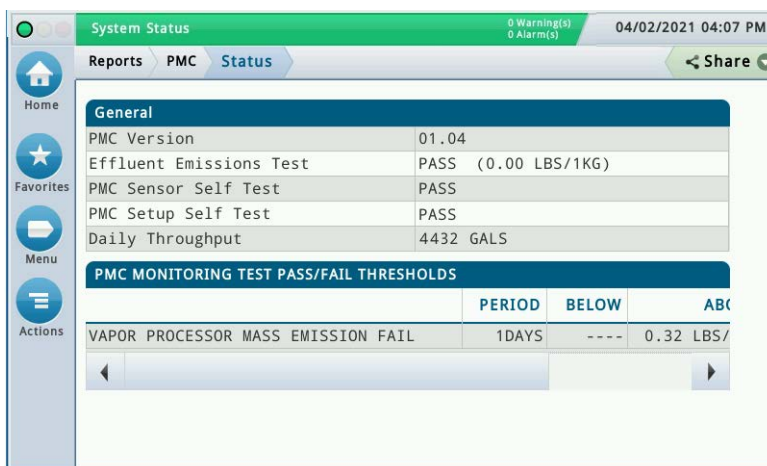 System Status
0 Warning(s)
0 Alarm(s)
04/02/2021 04:07 PM
Reports PMC Status
Share
Home
Favorites
Menu
Actions
General
PMC Version 01.04
Effluent Emissions Test PASS (0.00 LBS/1KG)
PMC Sensor Self Test PASS
PMC Setup Self Test PASS
Daily Throughput 4432 GALS
PMC MONITORING TEST PASS/FAIL THRESHOLDS
PERIOD BELOW
VAPOR PROCESSOR MASS EMISSION FAIL 1DAYS ---- 0.32 LBS/